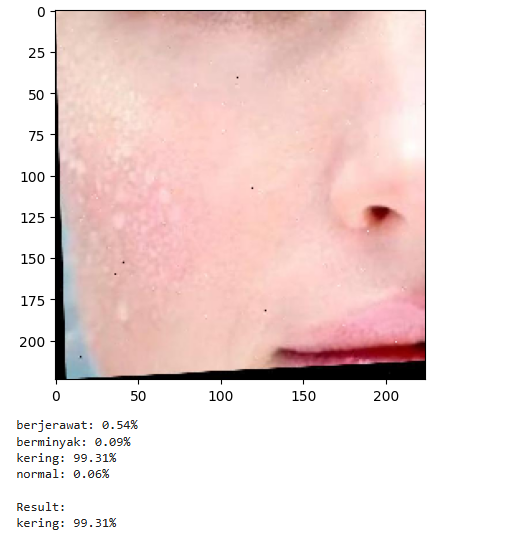 0
25
50
75
100
125
150
175
200
0 50 100 150 200
berjerawat: 0.54%
berminyak: 0.09%
kering: 99.31%
normal: 0.06%
Result:
kering: 99.31%